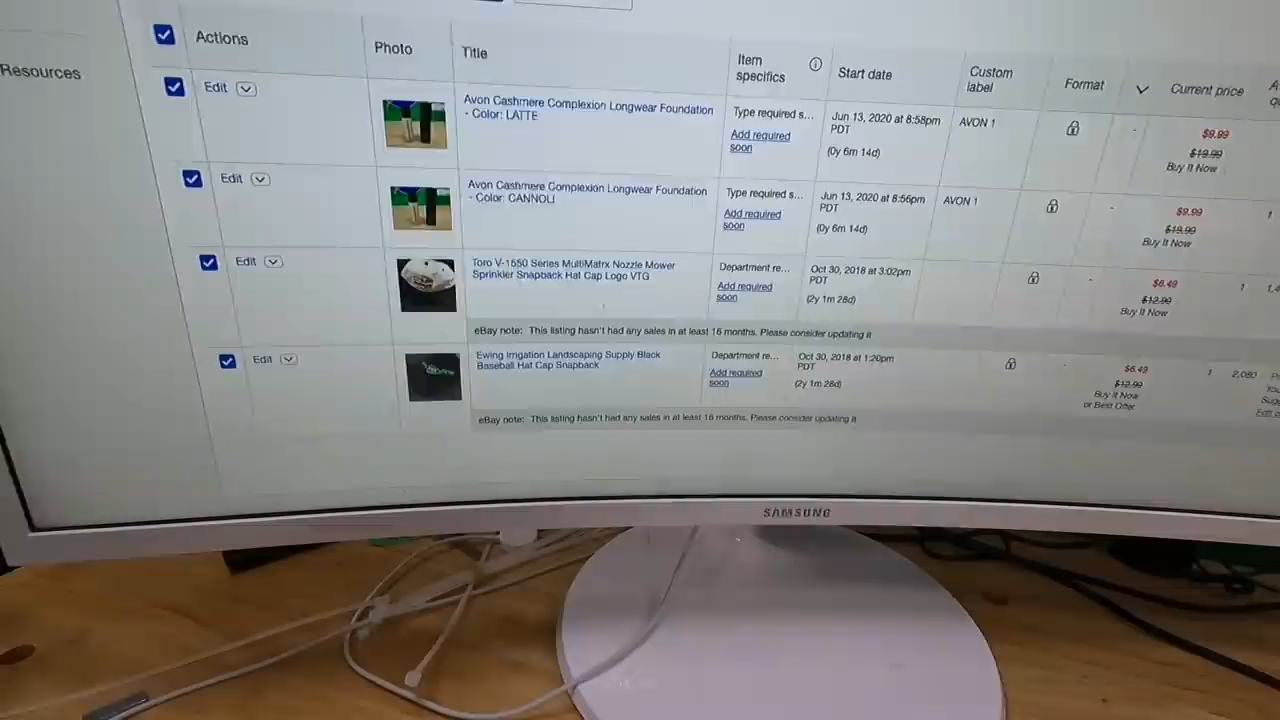 Resources
Actions
Photo
Title
Item
specifics
Start date
Custom
label
Format
Current price
Edit
Avon Cashmere Complexion Longwear Foundation
- Color: LATTE
Type required s...
Add required
soon
Jun 13, 2020 at 8:58pm
PDT
(0y 6m 14d)
AVON 1
-
$9.99
$19.99
Buy It Now
Edit
Avon Cashmere Complexion Longwear Foundation
- Color: CANNOLI
Type required s...
Add required
soon
Jun 13, 2020 at 8:56pm
PDT
(0y 6m 14d)
AVON 1
-
$9.99
$19.99
Buy It Now
1
Edit
Toro V-1550 Series MultiMatrx Nozzle Mower
Sprinkler Snapback Hat Cap Logo VTG
Department re...
Add required
soon
Oct 30, 2018 at 3:02pm
PDT
(2y 1m 28d)
-
$6.49
$12.99
Buy It Now
1
eBay note: This listing hasn't had any sales in at least 16 months. Please consider updating it
Edit
Ewing Irrigation Landscaping Supply Black
Baseball Hat Cap Snapback
Department re...
Add required
soon
Oct 30, 2018 at 1:20pm
PDT
(2y 1m 28d)
-
$6.49
$12.99
Buy It Now
or Best Offer
1
2,080
eBay note: This listing hasn't had any sales in at least 16 months. Please consider updating it
SAMSUNG